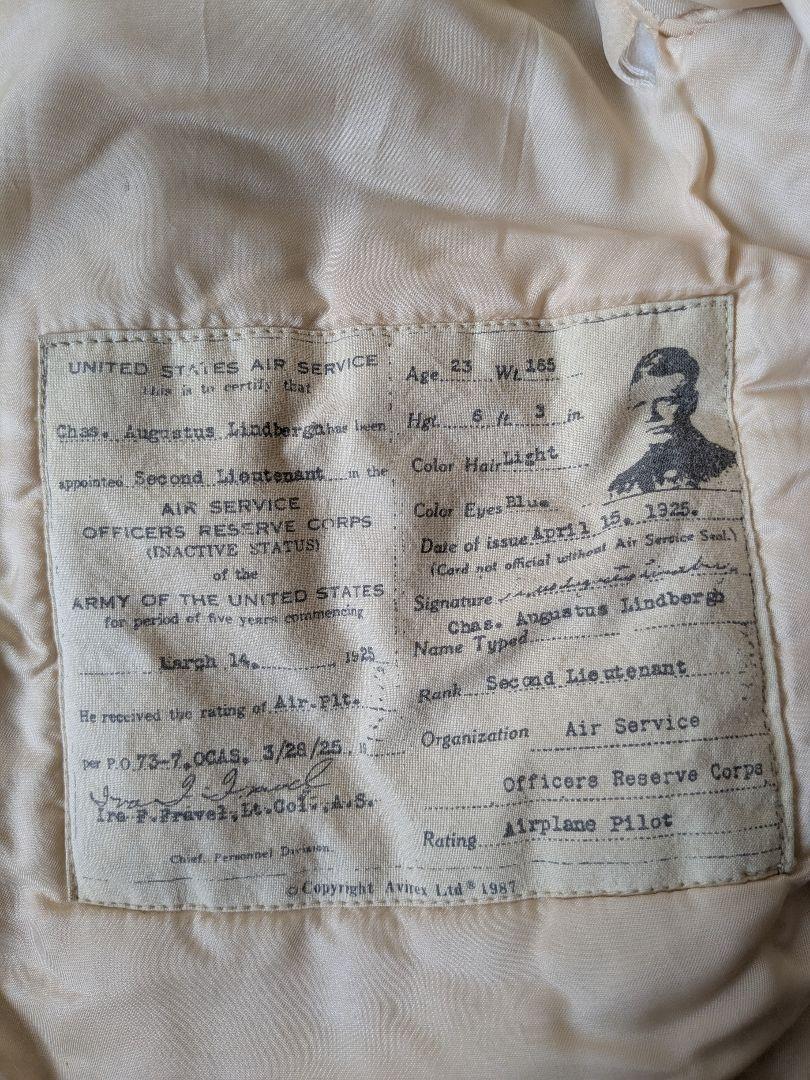 UNITED STATES AIR SERVICE
This is to certify that
Chas. Augustus Lindbergh has been
appointed Second Lieutenant in the
AIR SERVICE
OFFICERS RESERVE CORPS
(INACTIVE STATUS)
of the
ARMY OF THE UNITED STATES
for period of five years commencing
March 14, 1925
He received the rating of Air.Plt.
per P.O. 73-7, OCAS. 3/28/25
Ira F. Fravel, Lt.Col., A.S.
Chief, Personnel Division.
Age 23 Wt. 165
Hgt. 6 ft. 3 in.
Color Hair Light
Color Eyes Blue
Date of issue April 15, 1925.
(Card not official without Air Service Seal.)
Signature
Chas. Augustus Lindbergh
Name Typed
Rank Second Lieutenant
Organization Air Service
Officers Reserve Corps
Rating Airplane Pilot
© Copyright Avirex Ltd® 1987